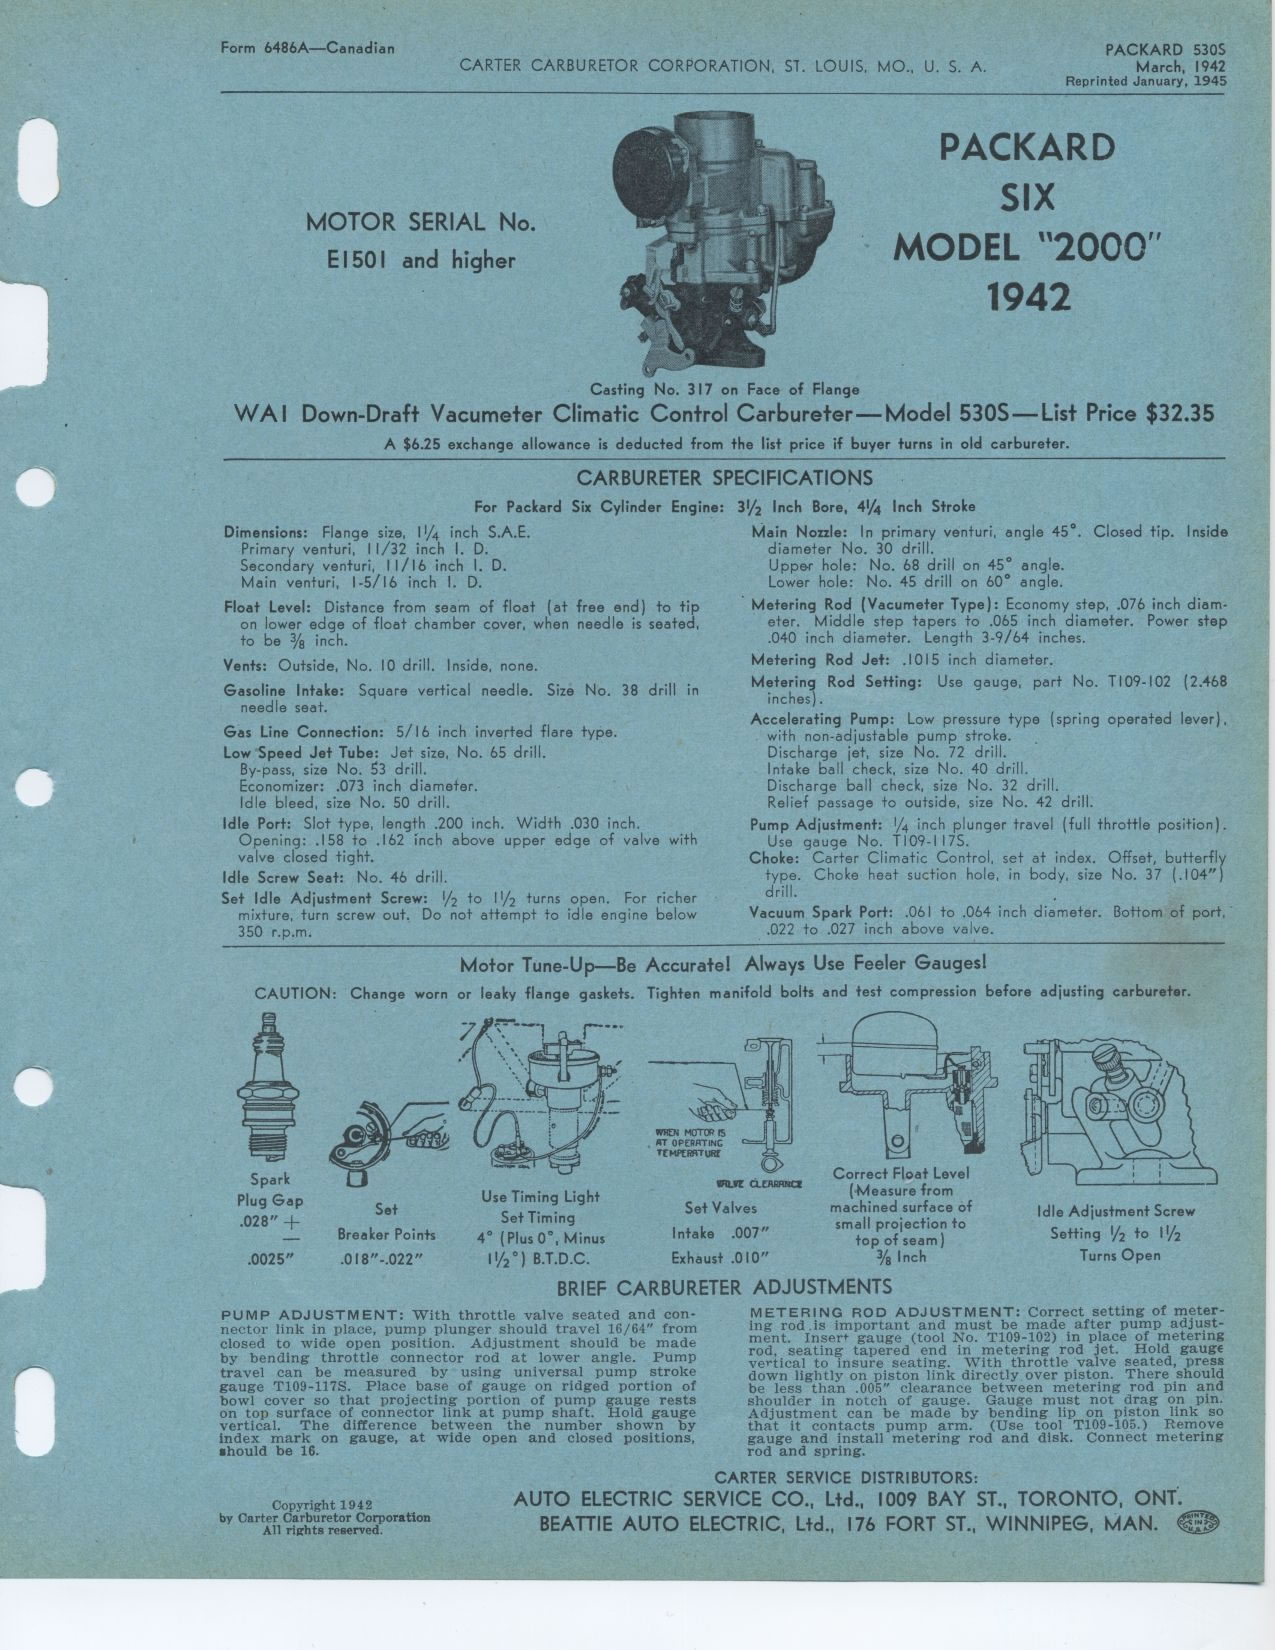 Form 6486A—Canadian
CARTER CARBURETOR CORPORATION, ST. LOUIS, MO., U. S. A.
PACKARD 530S
March, 1942
Reprinted January, 1945
MOTOR SERIAL No.
E1501 and higher
PACKARD
SIX
MODEL "2000"
1942
Casting No. 317 on Face of Flange
WA1 Down-Draft Vacumeter Climatic Control Carbureter—Model 530S—List Price $32.35
A $6.25 exchange allowance is deducted from the list price if buyer turns in old carbureter.
CARBURETER SPECIFICATIONS
For Packard Six Cylinder Engine: 3½ Inch Bore, 4¼ Inch Stroke
Dimensions: Flange size, 1¼ inch S.A.E.
Primary venturi, 11/32 inch I. D.
Secondary venturi, 11/16 inch I. D.
Main venturi, 1-5/16 inch I. D.
Float Level: Distance from seam of float (at free end) to tip
on lower edge of float chamber cover, when needle is seated,
to be ⅜ inch.
Vents: Outside, No. 10 drill. Inside, none.
Gasoline Intake: Square vertical needle. Size No. 38 drill in
needle seat.
Gas Line Connection: 5/16 inch inverted flare type.
Low Speed Jet Tube: Jet size, No. 65 drill.
By-pass, size No. 53 drill.
Economizer: .073 inch diameter.
Idle bleed, size No. 50 drill.
Idle Port: Slot type, length .200 inch. Width .030 inch.
Opening: .158 to .162 inch above upper edge of valve with
valve closed tight.
Idle Screw Seat: No. 46 drill.
Set Idle Adjustment Screw: ½ to 1½ turns open. For richer
mixture, turn screw out. Do not attempt to idle engine below
350 r.p.m.
Main Nozzle: In primary venturi, angle 45°. Closed tip. Inside
diameter No. 30 drill.
Upper hole: No. 68 drill on 45° angle.
Lower hole: No. 45 drill on 60° angle.
Metering Rod (Vacumeter Type): Economy step, .076 inch diam-
eter. Middle step tapers to .065 inch diameter. Power step
.040 inch diameter. Length 3-9/64 inches.
Metering Rod Jet: .1015 inch diameter.
Metering Rod Setting: Use gauge, part No. T109-102 (2.468
inches).
Accelerating Pump: Low pressure type (spring operated lever),
with non-adjustable pump stroke.
Discharge jet, size No. 72 drill.
Intake ball check, size No. 40 drill.
Discharge ball check, size No. 32 drill.
Relief passage to outside, size No. 42 drill.
Pump Adjustment: ¼ inch plunger travel (full throttle position).
Use gauge No. T109-117S.
Choke: Carter Climatic Control, set at index. Offset, butterfly
type. Choke heat suction hole, in body, size No. 37 (.104")
drill.
Vacuum Spark Port: .061 to .064 inch diameter. Bottom of port,
.022 to .027 inch above valve.
Motor Tune-Up—Be Accurate! Always Use Feeler Gauges!
CAUTION: Change worn or leaky flange gaskets. Tighten manifold bolts and test compression before adjusting carbureter.
Spark
Plug Gap
.028" +
—
.0025"
Set
Breaker Points
.018"-.022"
Use Timing Light
Set Timing
4° (Plus 0°, Minus
1½°) B.T.D.C.
WHEN MOTOR IS
AT OPERATING
TEMPERATURE
VALVE CLEARANCE
Set Valves
Intake .007"
Exhaust .010"
Correct Float Level
(Measure from
machined surface of
small projection to
top of seam)
⅜ Inch
Idle Adjustment Screw
Setting ½ to 1½
Turns Open
BRIEF CARBURETER ADJUSTMENTS
PUMP ADJUSTMENT: With throttle valve seated and con-
nector link in place, pump plunger should travel 16/64" from
closed to wide open position. Adjustment should be made
by bending throttle connector rod at lower angle. Pump
travel can be measured by using universal pump stroke
gauge T109-117S. Place base of gauge on ridged portion of
bowl cover so that projecting portion of pump gauge rests
on top surface of connector link at pump shaft. Hold gauge
vertical. The difference between the number shown by
index mark on gauge, at wide open and closed positions,
should be 16.
METERING ROD ADJUSTMENT: Correct setting of meter-
ing rod is important and must be made after pump adjust-
ment. Insert gauge (tool No. T109-102) in place of metering
rod, seating tapered end in metering rod jet. Hold gauge
vertical to insure seating. With throttle valve seated, press
down lightly on piston link directly over piston. There should
be less than .005" clearance between metering rod pin and
shoulder in notch of gauge. Gauge must not drag on pin.
Adjustment can be made by bending lip on piston link so
that it contacts pump arm. (Use tool T109-105.) Remove
gauge and install metering rod and disk. Connect metering
rod and spring.
Copyright 1942
by Carter Carburetor Corporation
All rights reserved.
CARTER SERVICE DISTRIBUTORS:
AUTO ELECTRIC SERVICE CO., Ltd., 1009 BAY ST., TORONTO, ONT.
BEATTIE AUTO ELECTRIC, Ltd., 176 FORT ST., WINNIPEG, MAN.
PRINTED
IN
U.S.A.